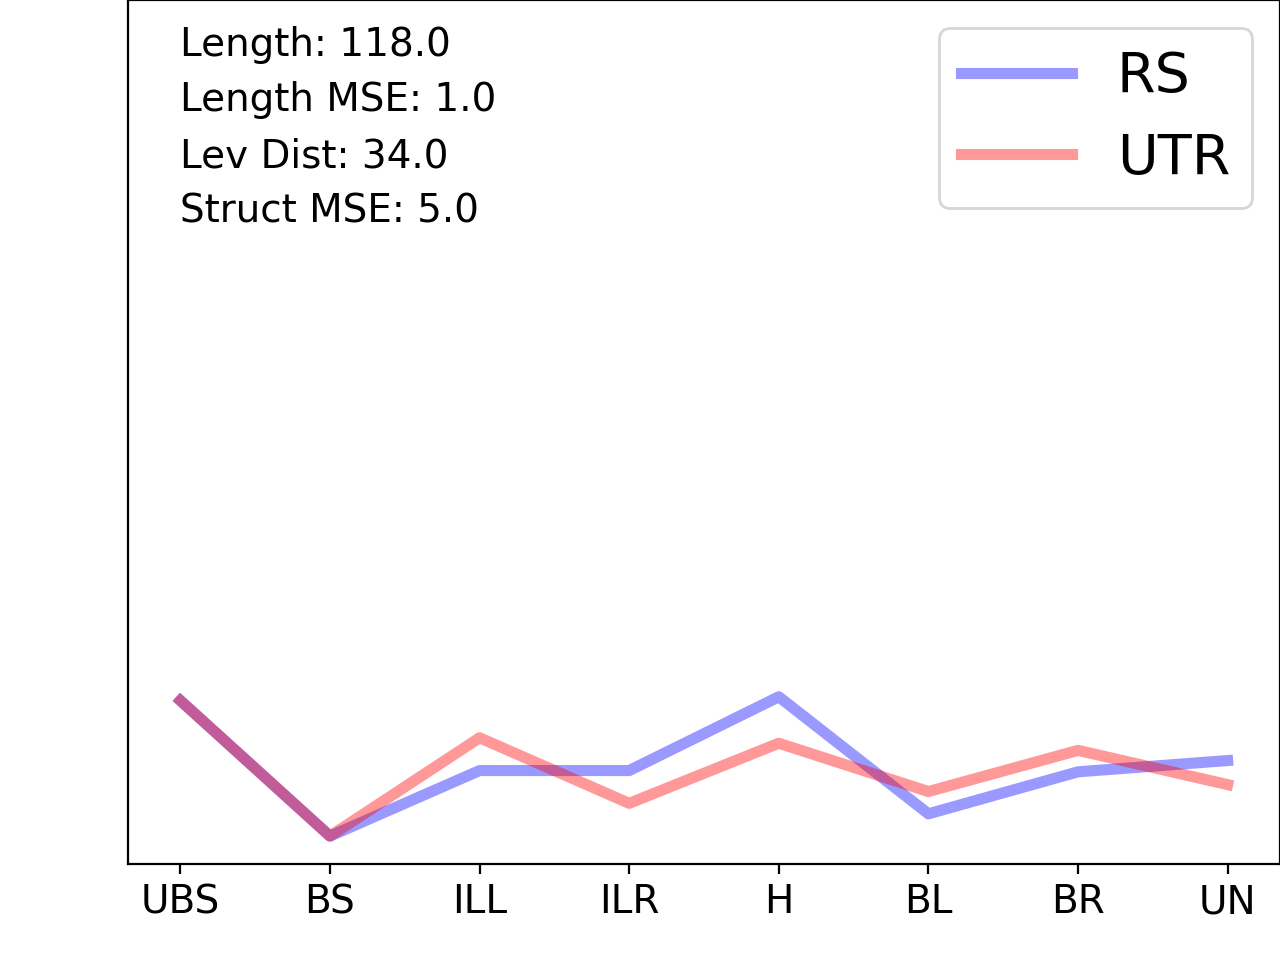 Length: 118.0
Length MSE: 1.0
Lev Dist: 34.0
Struct MSE: 5.0
RS
UTR
UBS BS ILL ILR H BL BR UN